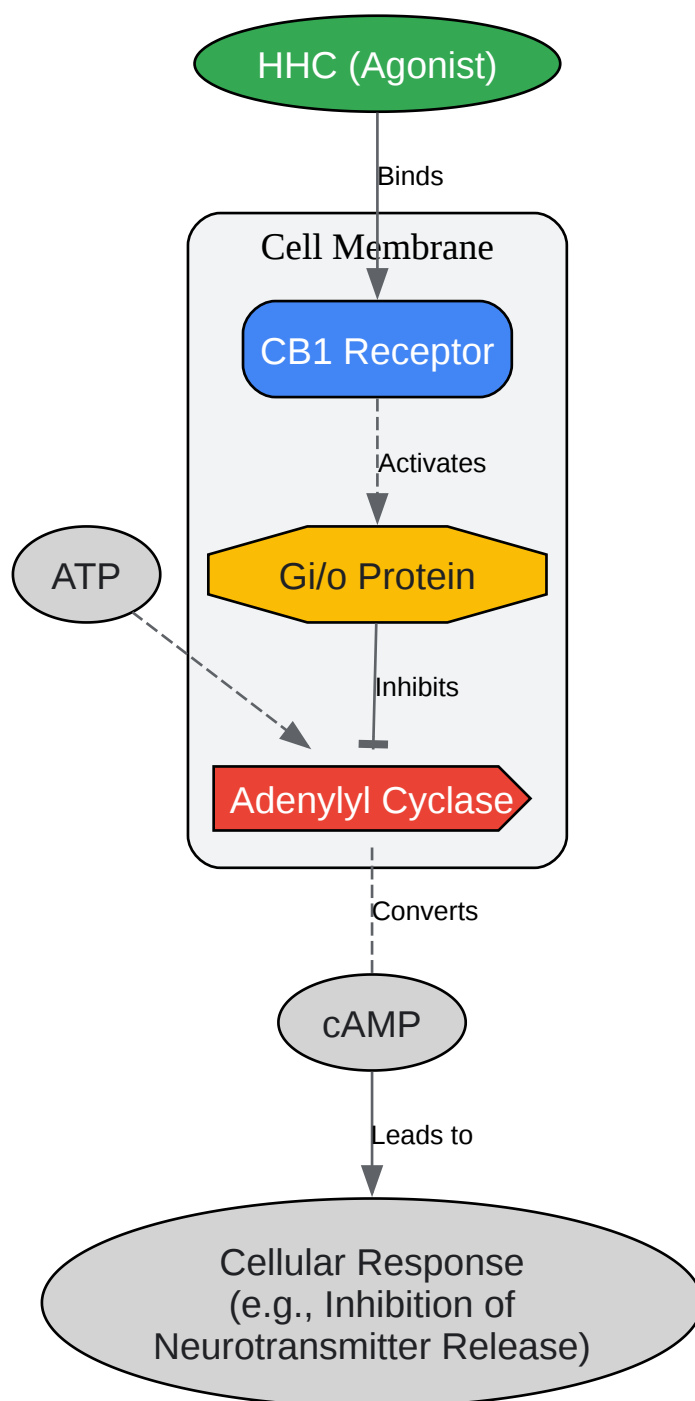 HHC (Agonist)
Binds
Cell Membrane
CB1 Receptor
Activates
ATP
Gi/o Protein
Inhibits
Adenylyl Cyclase
Converts
cAMP
Leads to
Cellular Response
(e.g., Inhibition of
Neurotransmitter Release)